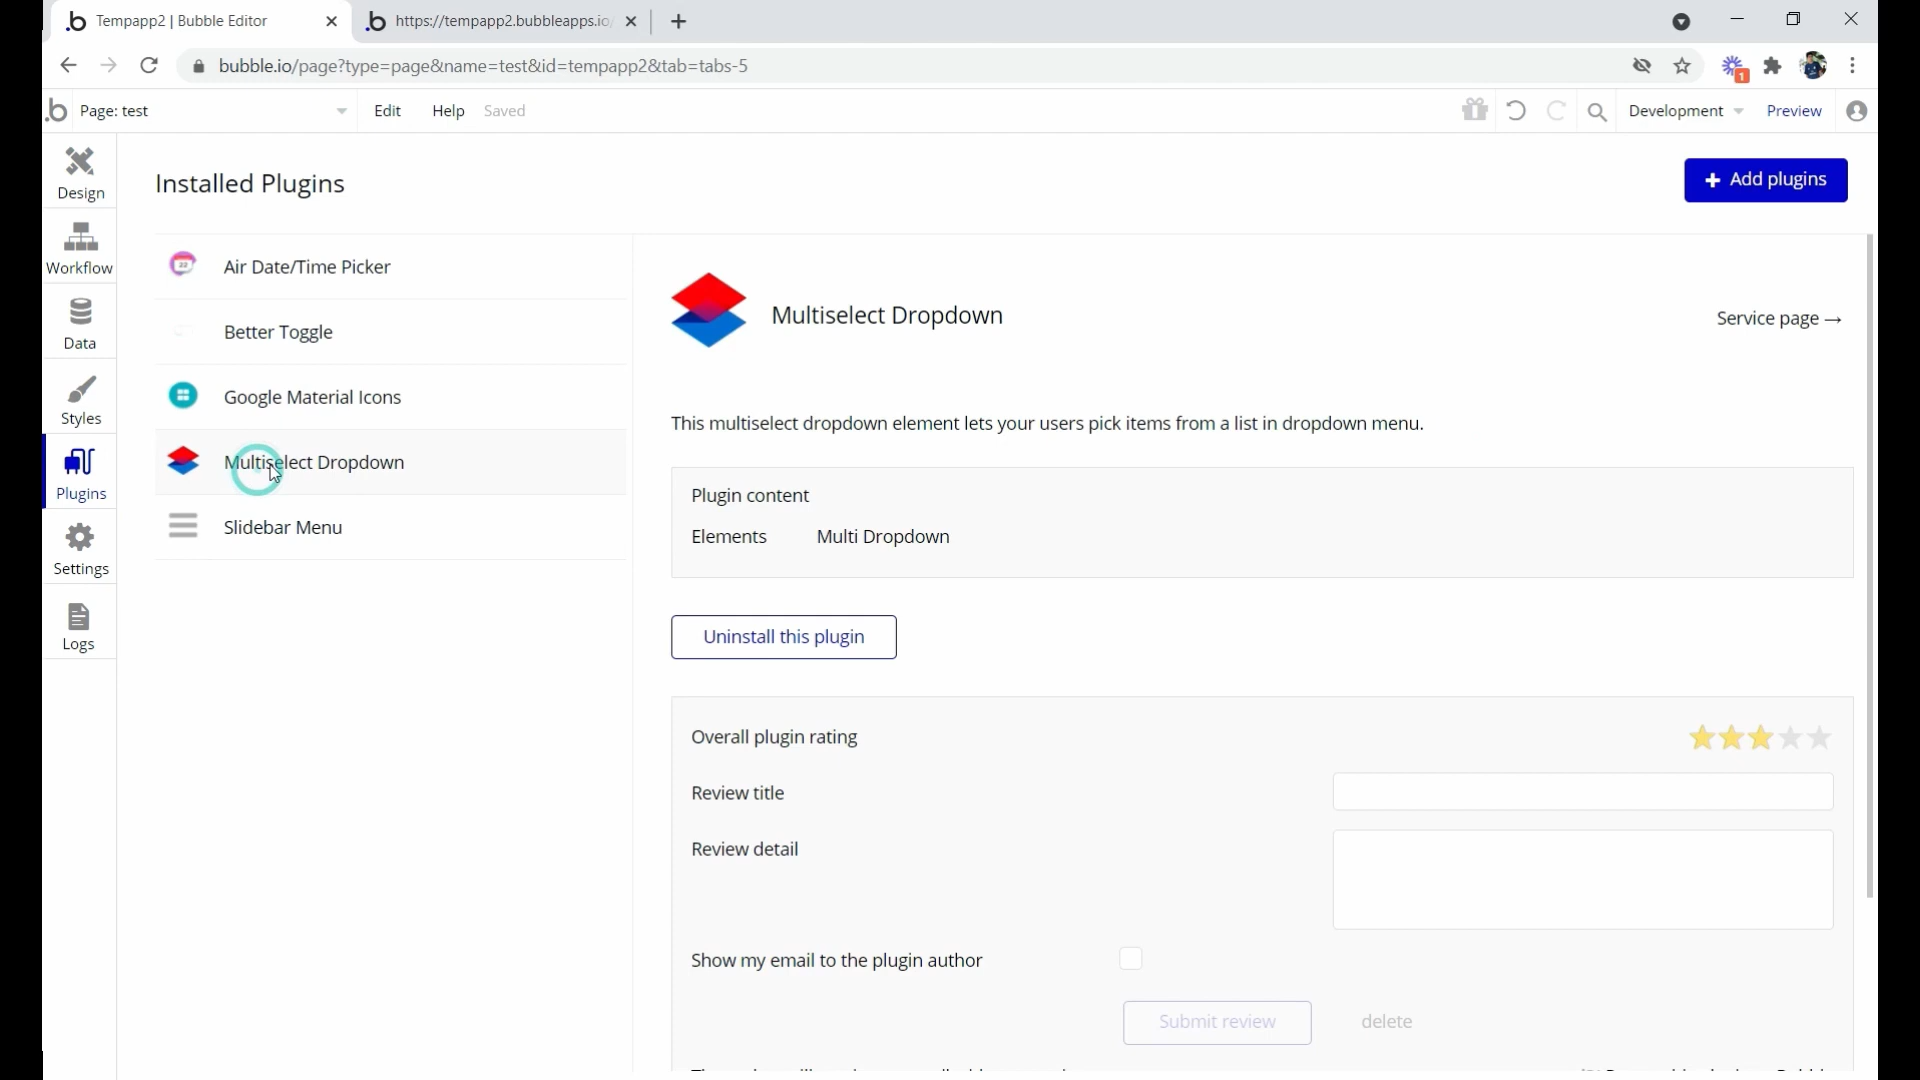 Tempapp2 | Bubble Editor
https://tempapp2.bubbleapps.io/
bubble.io/page?type=page&name=test&id=tempapp2&tab=tabs-5
1
Page: test
Edit
Help
Saved
Development
Preview
Design
Workflow
Data
Styles
Plugins
Settings
Logs
Installed Plugins
+ Add plugins
22
Air Date/Time Picker
Better Toggle
Google Material Icons
Multiselect Dropdown
Slidebar Menu
Multiselect Dropdown
Service page →
This multiselect dropdown element lets your users pick items from a list in dropdown menu.
Plugin content
Elements Multi Dropdown
Uninstall this plugin
Overall plugin rating
Review title
Review detail
Show my email to the plugin author
Submit review
delete